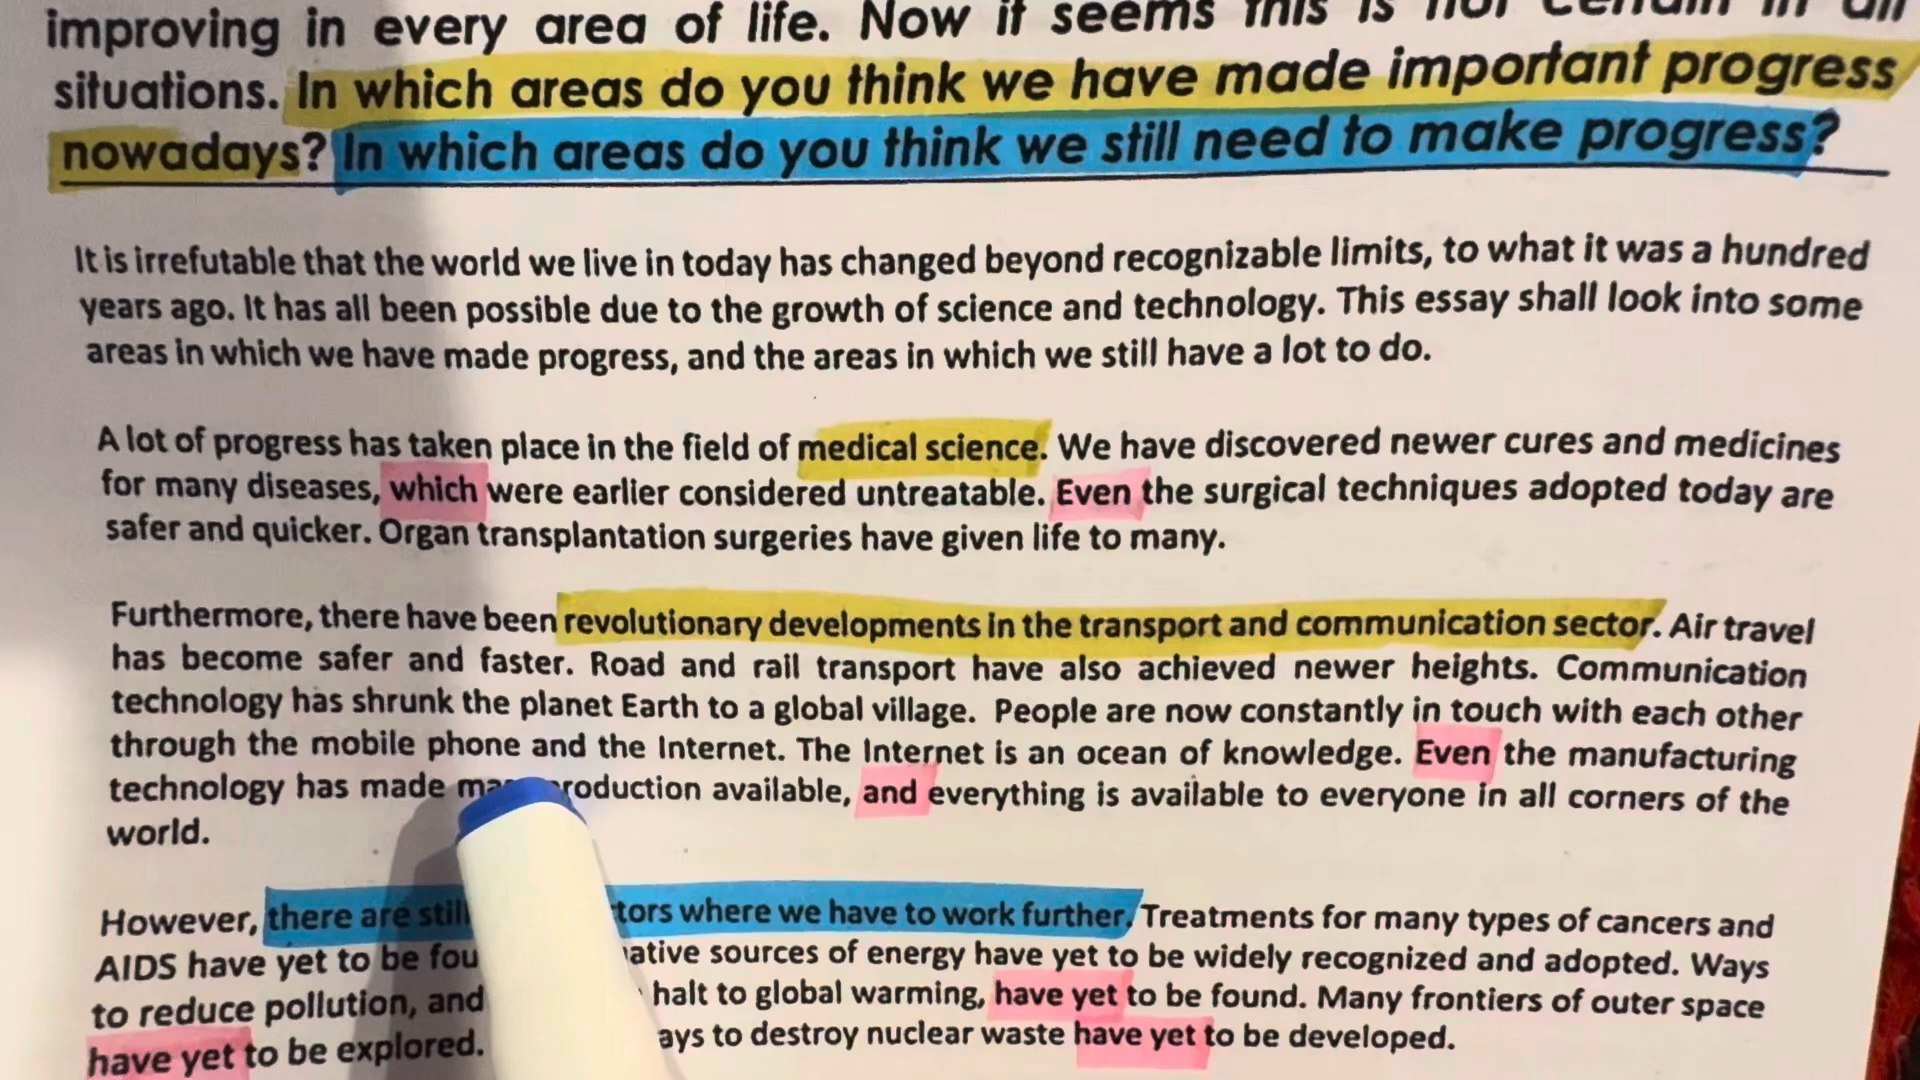 improving in every area of life. Now it seems this is not certain in all
situations. In which areas do you think we have made important progress
nowadays? In which areas do you think we still need to make progress?
It is irrefutable that the world we live in today has changed beyond recognizable limits, to what it was a hundred
years ago. It has all been possible due to the growth of science and technology. This essay shall look into some
areas in which we have made progress, and the areas in which we still have a lot to do.
A lot of progress has taken place in the field of medical science. We have discovered newer cures and medicines
for many diseases, which were earlier considered untreatable. Even the surgical techniques adopted today are
safer and quicker. Organ transplantation surgeries have given life to many.
Furthermore, there have been revolutionary developments in the transport and communication sector. Air travel
has become safer and faster. Road and rail transport have also achieved newer heights. Communication
technology has shrunk the planet Earth to a global village. People are now constantly in touch with each other
through the mobile phone and the Internet. The Internet is an ocean of knowledge. Even the manufacturing
technology has made available, and everything is available to everyone in all corners of the
world.
However, there are still where we have to work further. Treatments for many types of cancers and
AIDS have yet to be sources of energy have yet to be widely recognized and adopted. Ways
to reduce pollution, and halt to global warming, have yet to be found. Many frontiers of outer space
have yet to be explored. to destroy nuclear waste have yet to be developed.